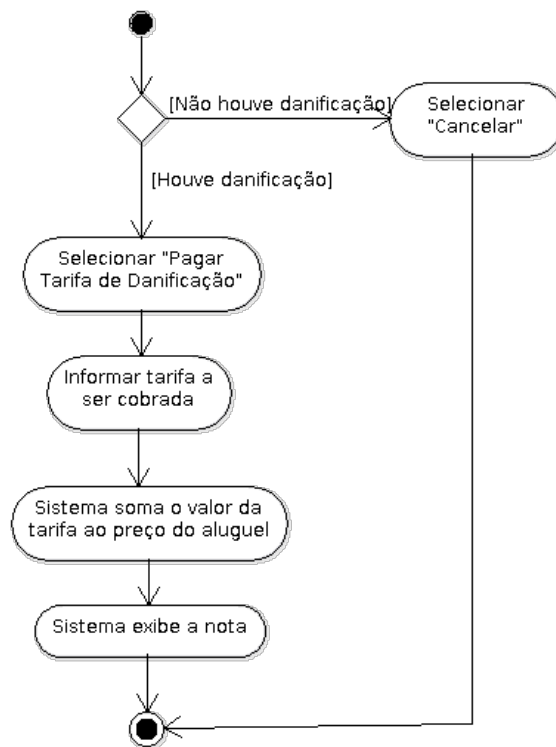 [Não houve danificação]
Selecionar
"Cancelar"
[Houve danificação]
Selecionar "Pagar
Tarifa de Danificação"
Informar tarifa a
ser cobrada
Sistema soma o valor da
tarifa ao preço do aluguel
Sistema exibe a nota